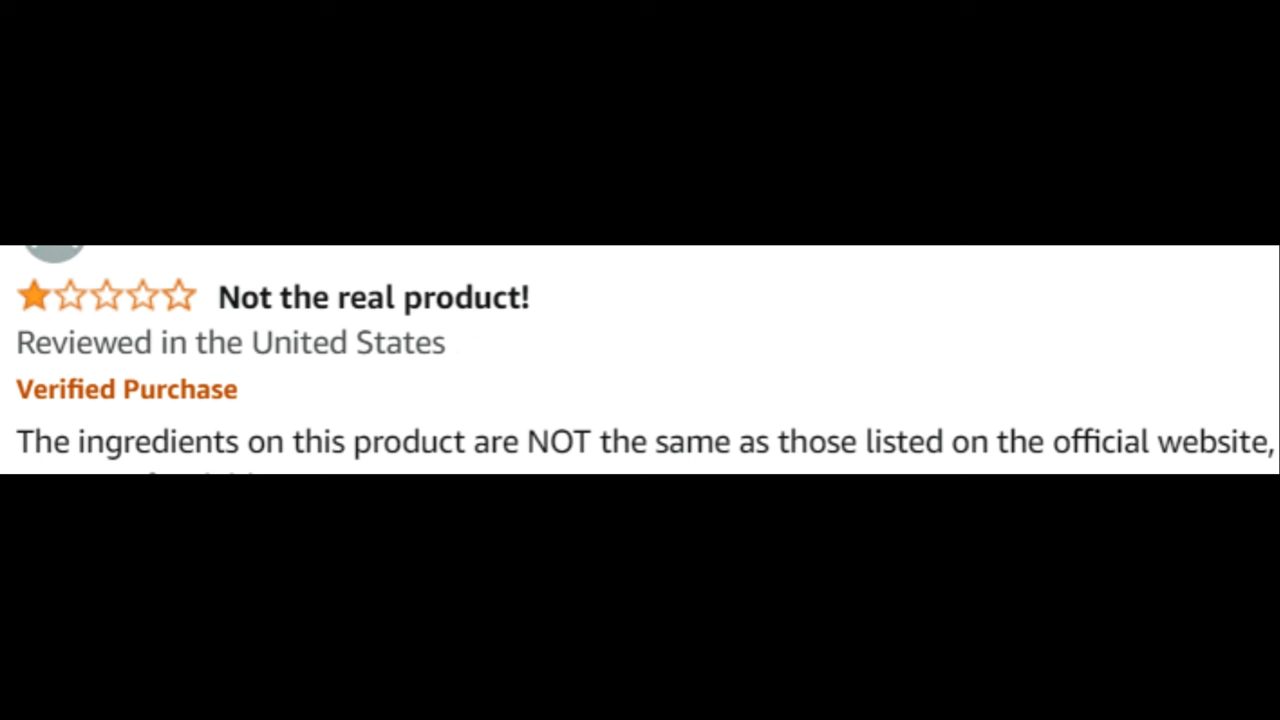 Not the real product!
Reviewed in the United States
Verified Purchase
The ingredients on this product are NOT the same as those listed on the official website,